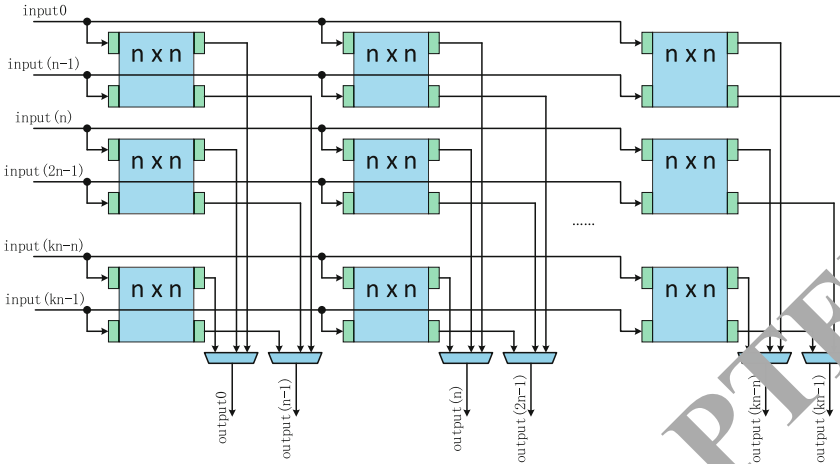 input0
n x n n x n n x n
input(n-1)
input(n)
n x n n x n n x n
input(2n-1)
......
input(kn-n)
n x n n x n n x n
input(kn-1)
output0
output(n-1)
output(n)
output(2n-1)
output(kn-n)
output(kn-1)
PTE